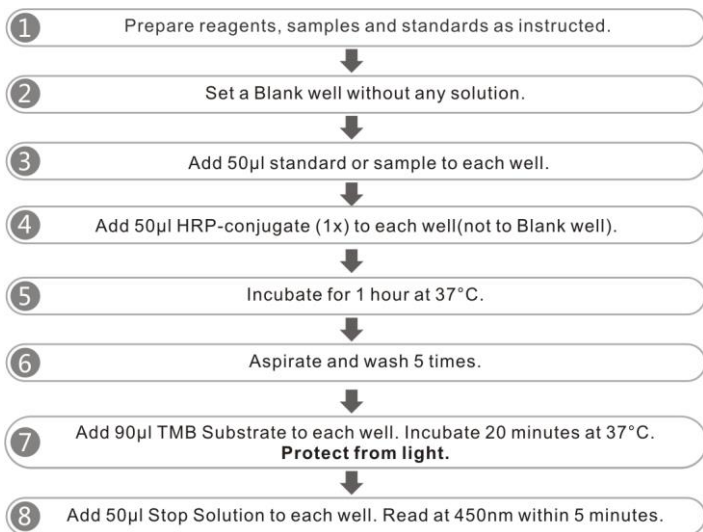 1 Prepare reagents, samples and standards as instructed.
2 Set a Blank well without any solution.
3 Add 50µl standard or sample to each well.
4 Add 50µl HRP-conjugate (1x) to each well(not to Blank well).
5 Incubate for 1 hour at 37°C.
6 Aspirate and wash 5 times.
7 Add 90µl TMB Substrate to each well. Incubate 20 minutes at 37°C.
Protect from light.
8 Add 50µl Stop Solution to each well. Read at 450nm within 5 minutes.